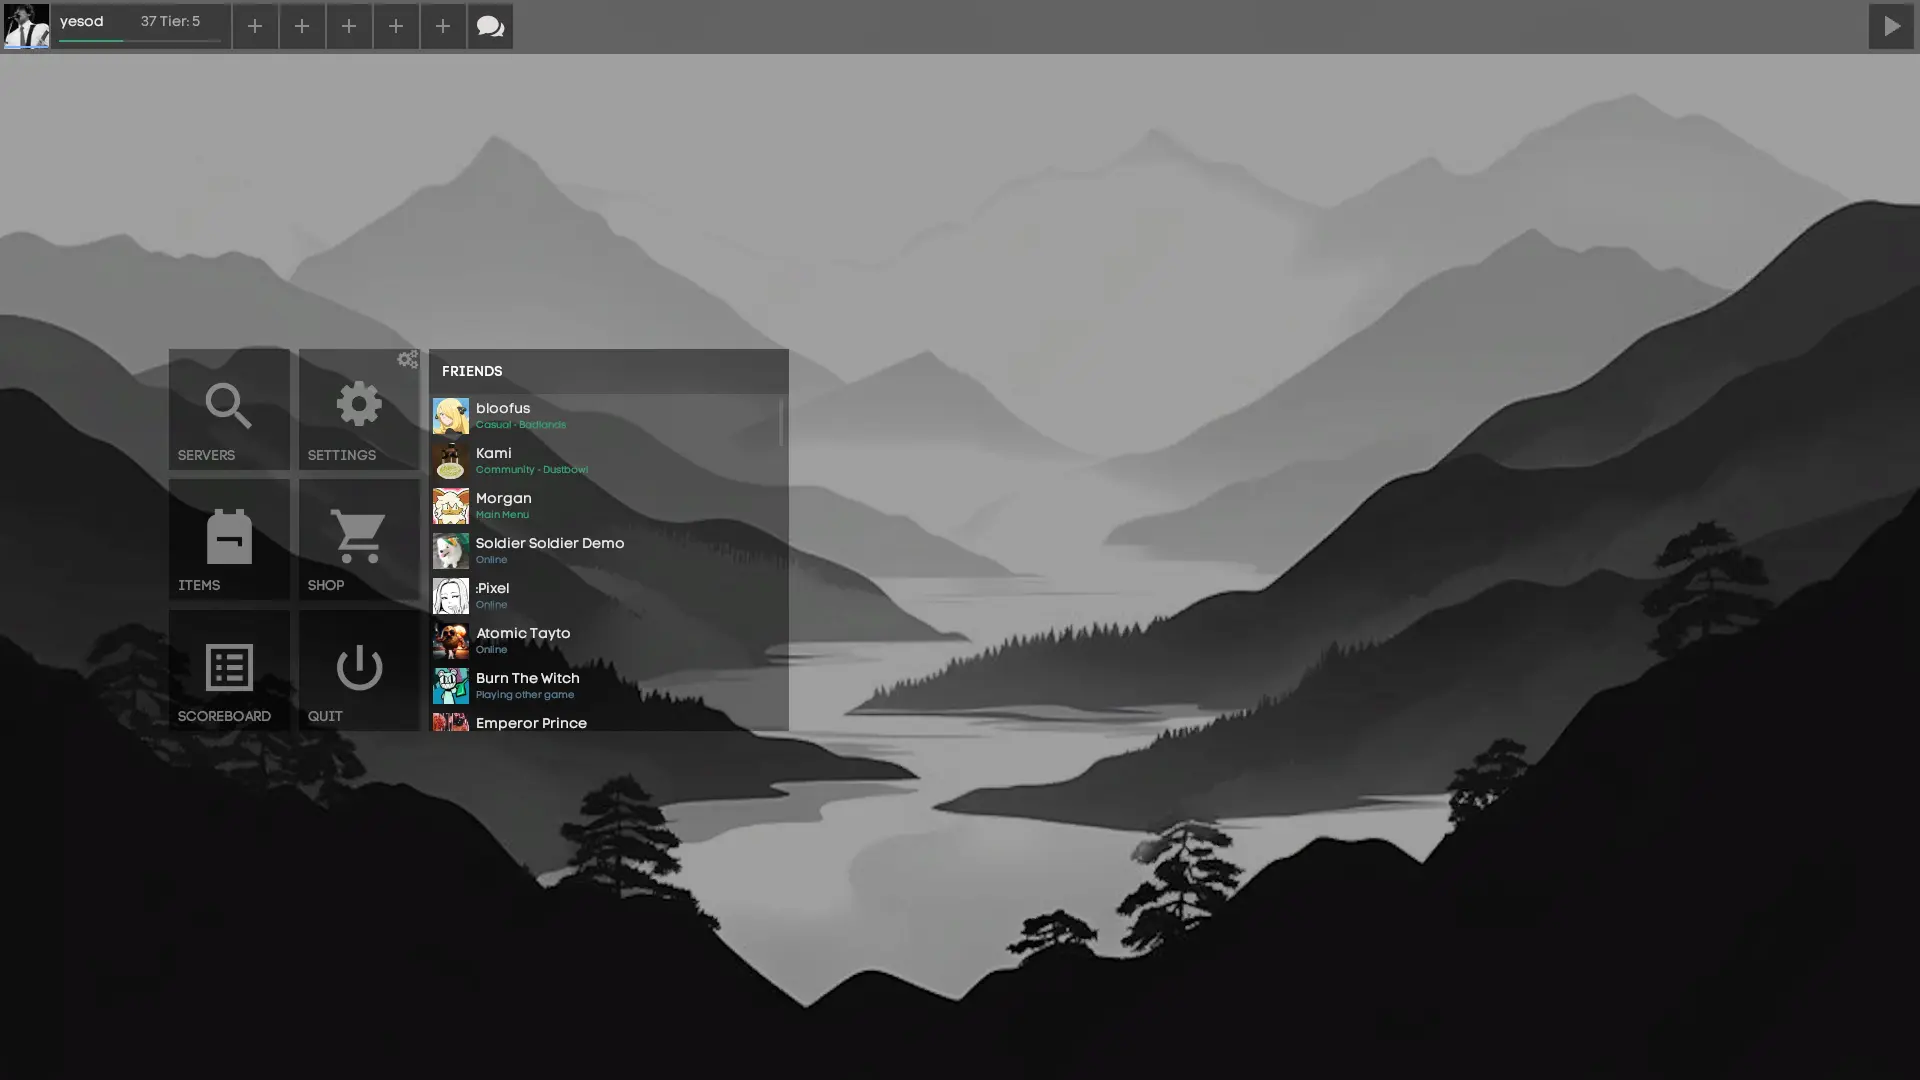 yesod 37 Tier: 5
FRIENDS
bloofus
Casual - Badlands
Kami
Community - Dustbowl
Morgan
Main Menu
Soldier Soldier Demo
Online
:Pixel
Online
Atomic Tayto
Online
Burn The Witch
Playing other game
Emperor Prince
SERVERS
SETTINGS
ITEMS
SHOP
SCOREBOARD
QUIT